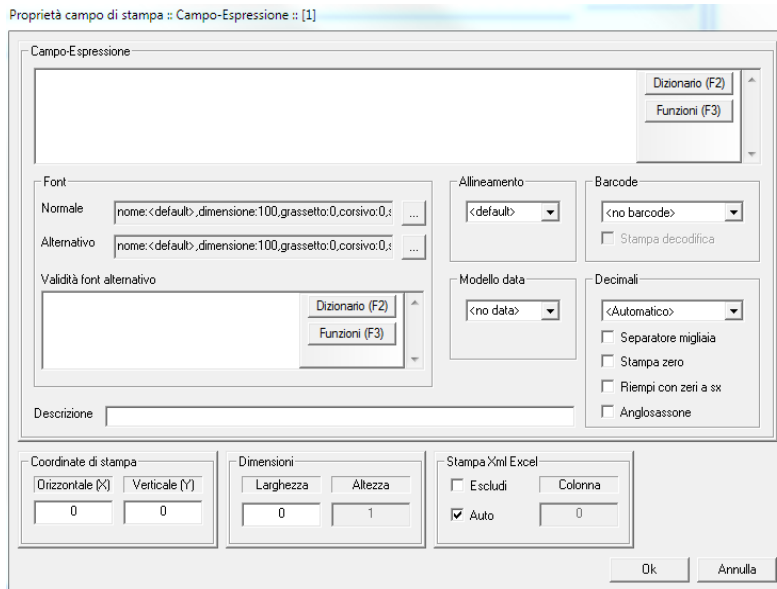 Proprietà campo di stampa :: Campo-Espressione :: [1]
Campo-Espressione
Dizionario (F2)
Funzioni (F3)
Font
Normale
nome:<default>,dimensione:100,grassetto:0,corsivo:0,s
...
Alternativo
nome:<default>,dimensione:100,grassetto:0,corsivo:0,s
...
Validità font alternativo
Dizionario (F2)
Funzioni (F3)
Allineamento
<default>
Barcode
<no barcode>
Stampa decodifica
Modello data
<no data>
Decimali
<Automatico>
Separatore migliaia
Stampa zero
Riempi con zeri a sx
Anglosassone
Descrizione
Coordinate di stampa
Orizzontale (X) Verticale (Y)
0 0
Dimensioni
Larghezza Altezza
0 1
Stampa Xml Excel
Escludi Colonna
Auto 0
Ok Annulla